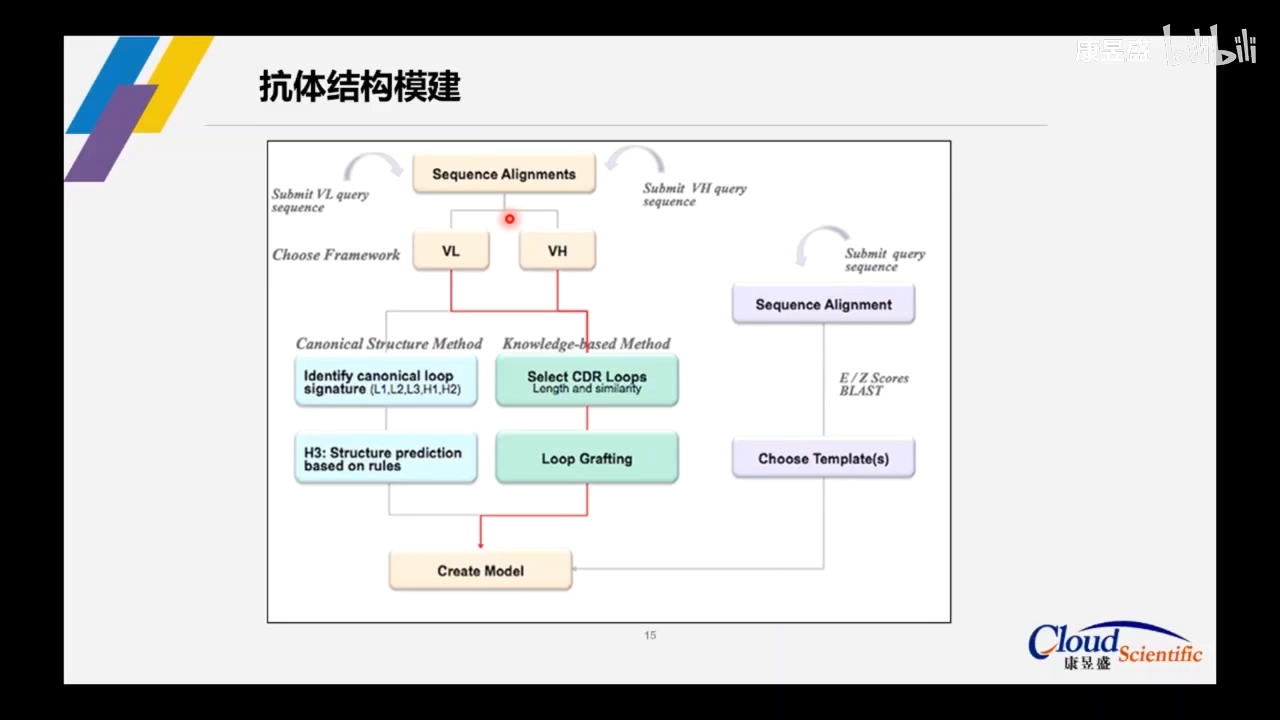 康昱盛 bilibili
抗体结构模建
Sequence Alignments
Submit VL query
sequence
Submit VH query
sequence
Choose Framework
VL
VH
Submit query
sequence
Sequence Alignment
Canonical Structure Method
Knowledge-based Method
Identify canonical loop
signature (L1,L2,L3,H1,H2)
Select CDR Loops
Length and similarity
E / Z Scores
BLAST
H3: Structure prediction
based on rules
Loop Grafting
Choose Template(s)
Create Model
15
Cloud
康昱盛 Scientific